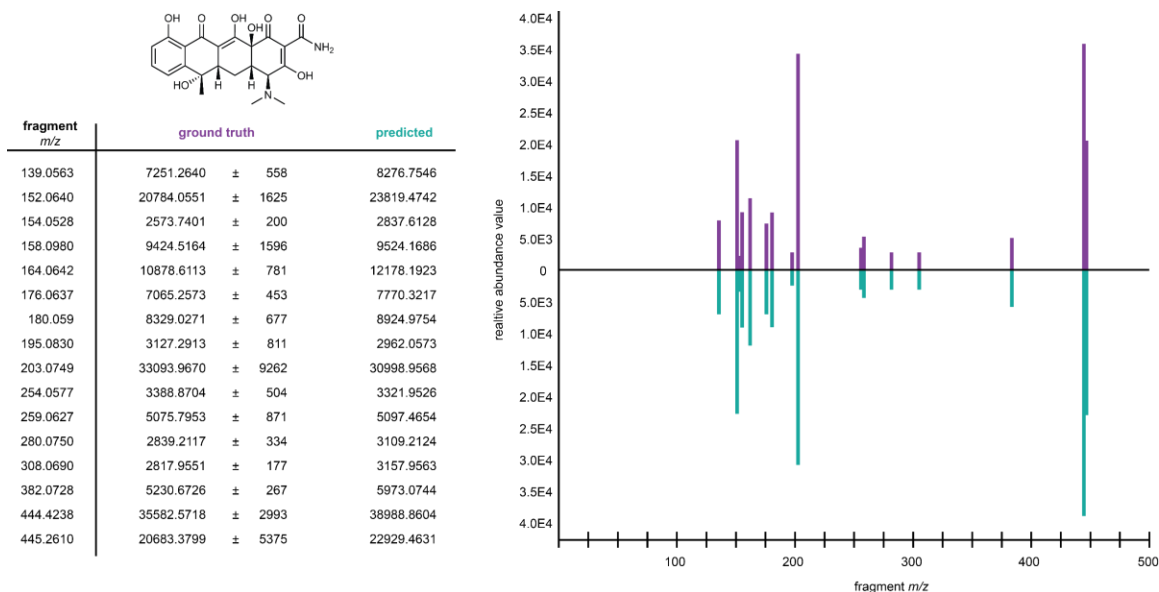 OH
O
OH
O
O
OH
NH2
HO
H
H
OH
N
fragment
m/z
ground truth
predicted
139.0563 7251.2640 ± 558 8276.7546
152.0640 20784.0551 ± 1625 23819.4742
154.0528 2573.7401 ± 200 2837.6128
158.0980 9424.5164 ± 1596 9524.1686
164.0642 10878.6113 ± 781 12178.1923
176.0637 7065.2573 ± 453 7770.3217
180.059 8329.0271 ± 677 8924.9754
195.0830 3127.2913 ± 811 2962.0573
203.0749 33093.9670 ± 9262 30998.9568
254.0577 3388.8704 ± 504 3321.9526
259.0627 5075.7953 ± 871 5097.4654
280.0750 2839.2117 ± 334 3109.2124
308.0690 2817.9551 ± 177 3157.9563
382.0728 5230.6726 ± 267 5973.0744
444.4238 35582.5718 ± 2993 38988.8604
445.2610 20683.3799 ± 5375 22929.4631
realtive abundance value
4.0E4
3.5E4
3.0E4
2.5E4
2.0E4
1.5E4
1.0E4
5.0E3
0
5.0E3
1.0E4
1.5E4
2.0E4
2.5E4
3.0E4
3.5E4
4.0E4
100 200 300 400 500
fragment m/z